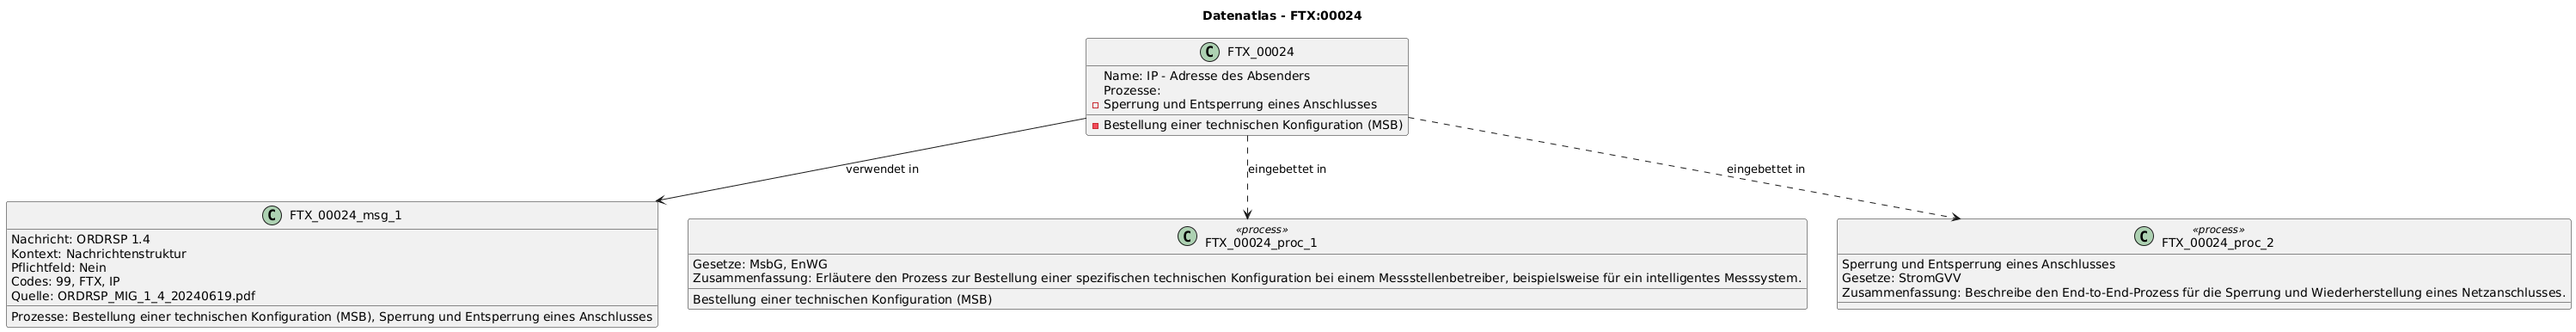 Datenatlas - FTX:00024
C FTX_00024
Name: IP - Adresse des Absenders
Prozesse:
Sperrung und Entsperrung eines Anschlusses
Bestellung einer technischen Konfiguration (MSB)
verwendet in
eingebettet in
eingebettet in
C FTX_00024_msg_1
Nachricht: ORDRSP 1.4
Kontext: Nachrichtenstruktur
Pflichtfeld: Nein
Codes: 99, FTX, IP
Quelle: ORDRSP_MIG_1_4_20240619.pdf
Prozesse: Bestellung einer technischen Konfiguration (MSB), Sperrung und Entsperrung eines Anschlusses
«process»
C FTX_00024_proc_1
Gesetze: MsbG, EnWG
Zusammenfassung: Erläutere den Prozess zur Bestellung einer spezifischen technischen Konfiguration bei einem Messstellenbetreiber, beispielsweise für ein intelligentes Messsystem.
Bestellung einer technischen Konfiguration (MSB)
«process»
C FTX_00024_proc_2
Sperrung und Entsperrung eines Anschlusses
Gesetze: StromGVV
Zusammenfassung: Beschreibe den End-to-End-Prozess für die Sperrung und Wiederherstellung eines Netzanschlusses.